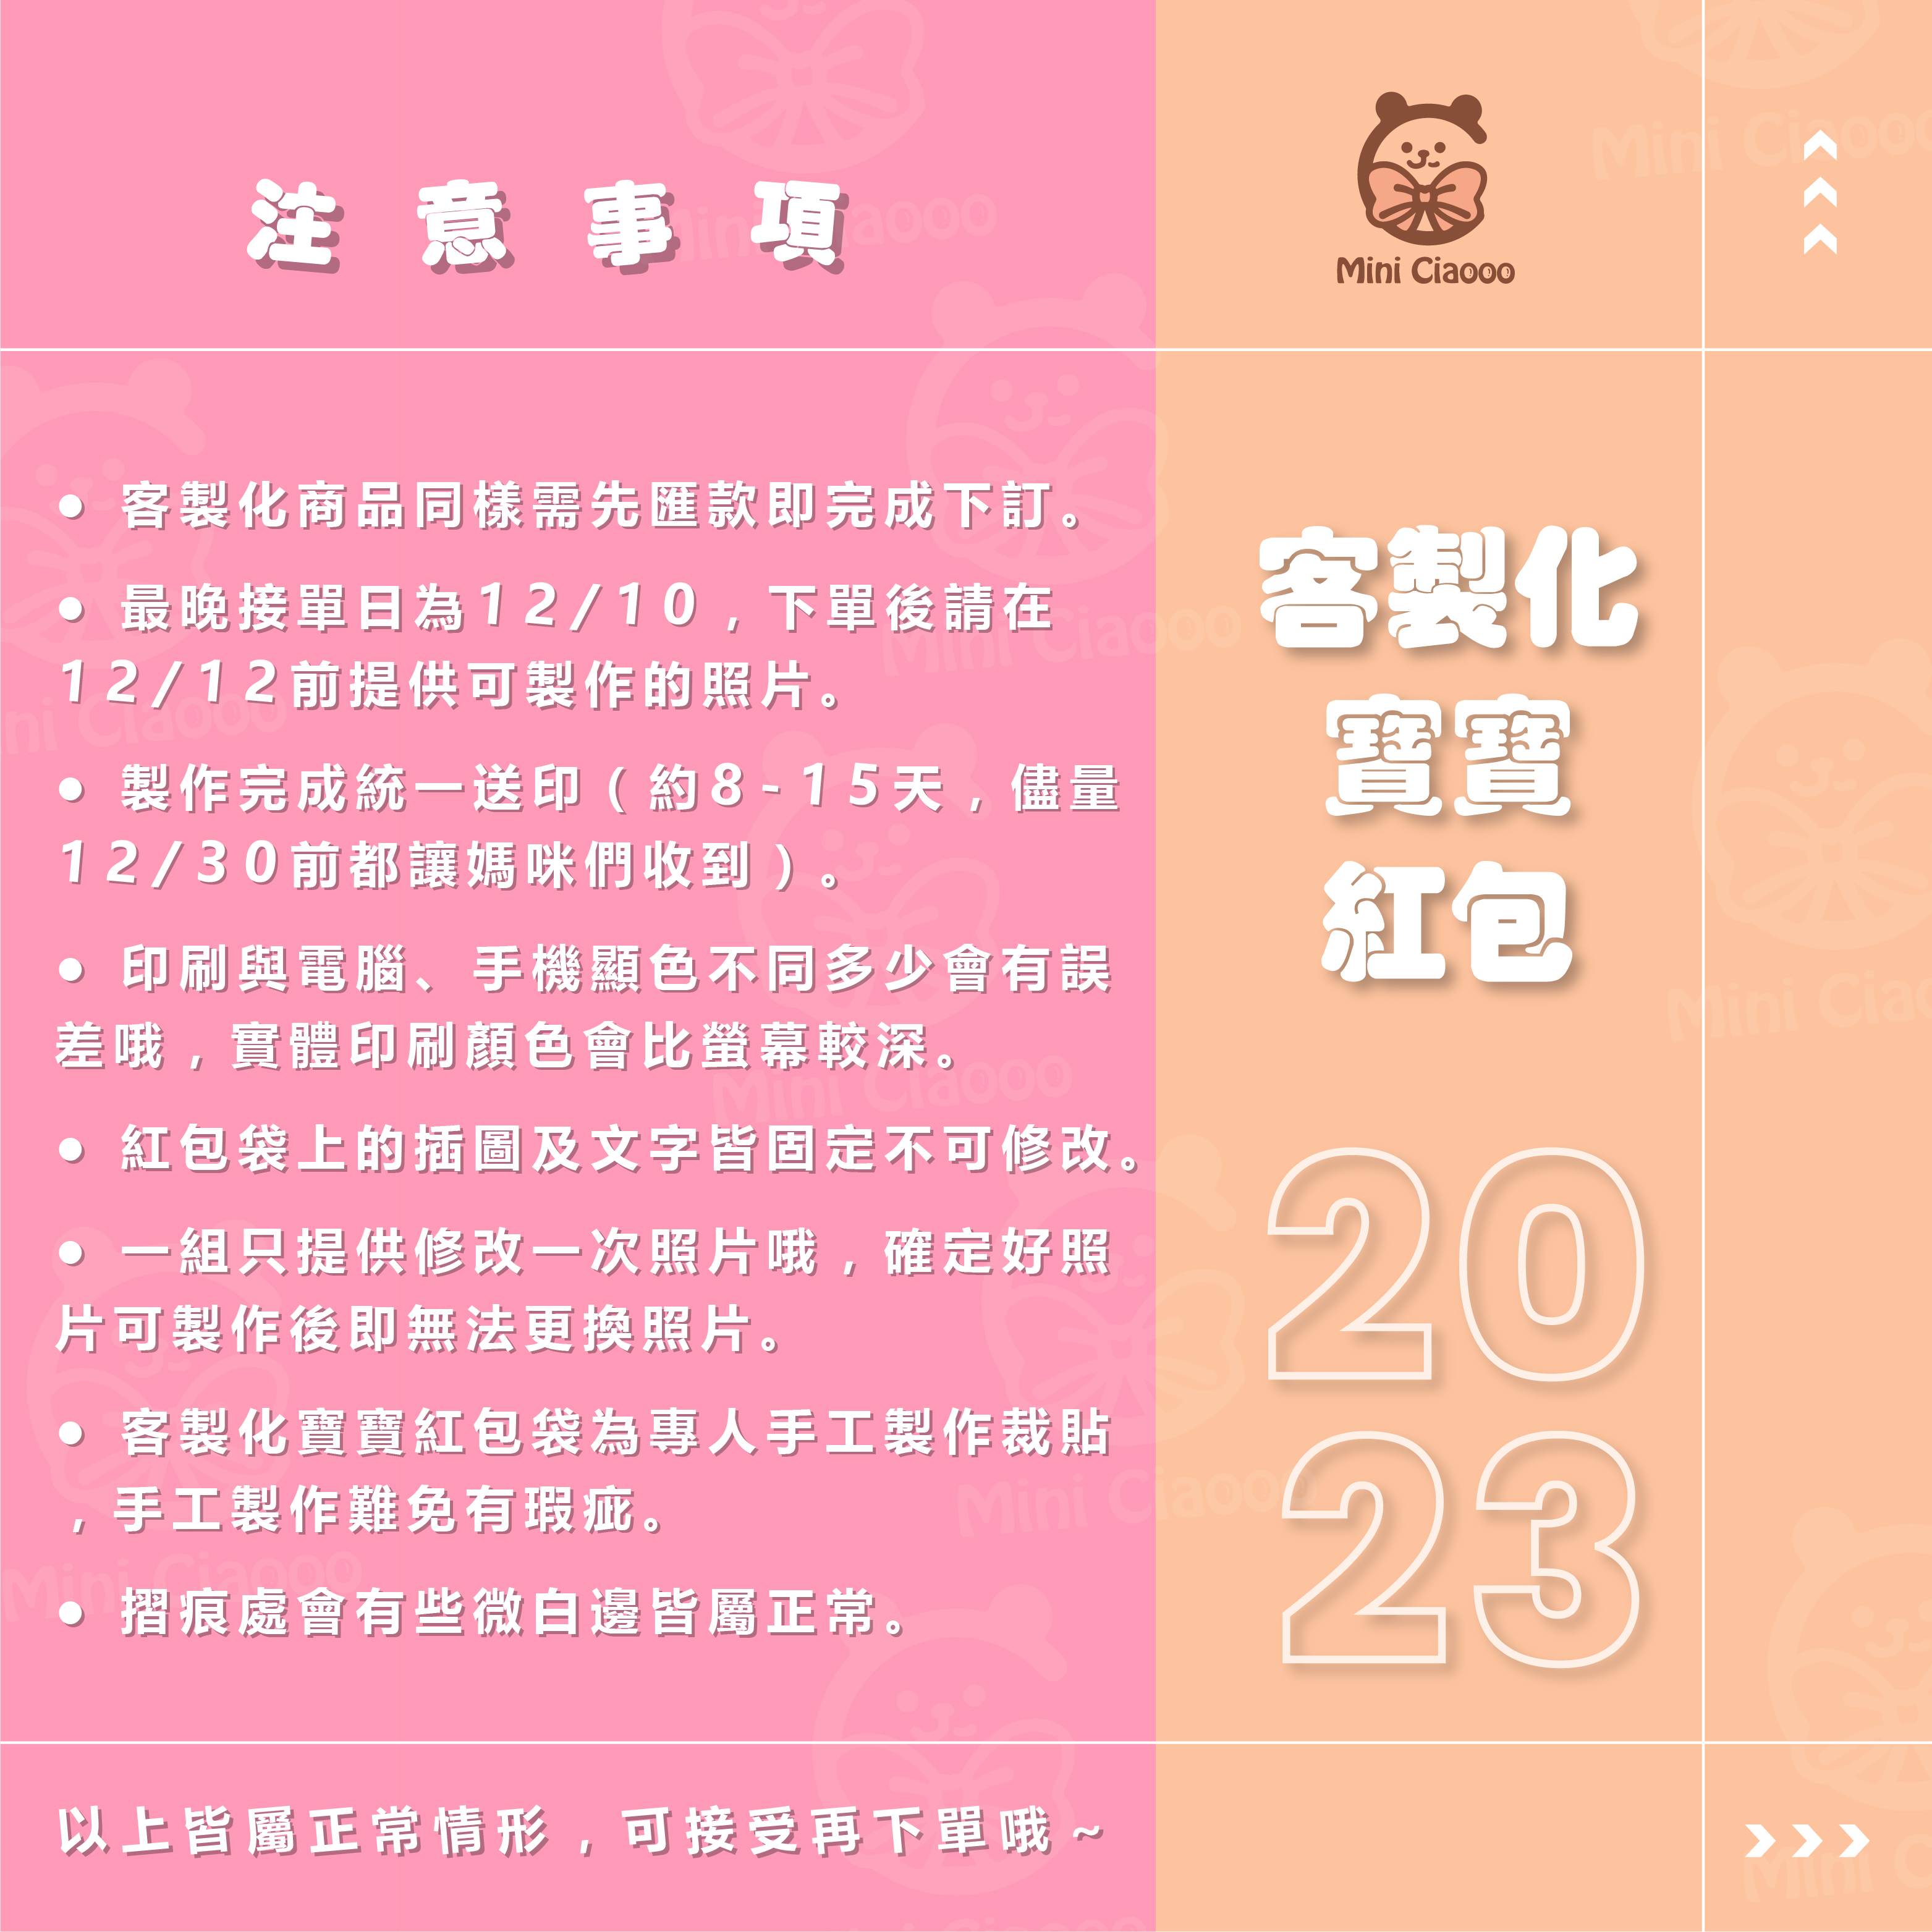 注意事項
Mini Ciaooo
● 客製化商品同樣需先匯款即完成下訂。
● 最晚接單日為12/10，下單後請在
12/12前提供可製作的照片。
● 製作完成統一送印（約8-15天，儘量
12/30前都讓媽咪們收到）。
● 印刷與電腦、手機顯色不同多少會有誤
差哦，實體印刷顏色會比螢幕較深。
● 紅包袋上的插圖及文字皆固定不可修改。
● 一組只提供修改一次照片哦，確定好照
片可製作後即無法更換照片。
● 客製化寶寶紅包袋為專人手工製作裁貼
，手工製作難免有瑕疵。
● 摺痕處會有些微白邊皆屬正常。
以上皆屬正常情形，可接受再下單哦~
客製化
寶寶
紅包
20
23